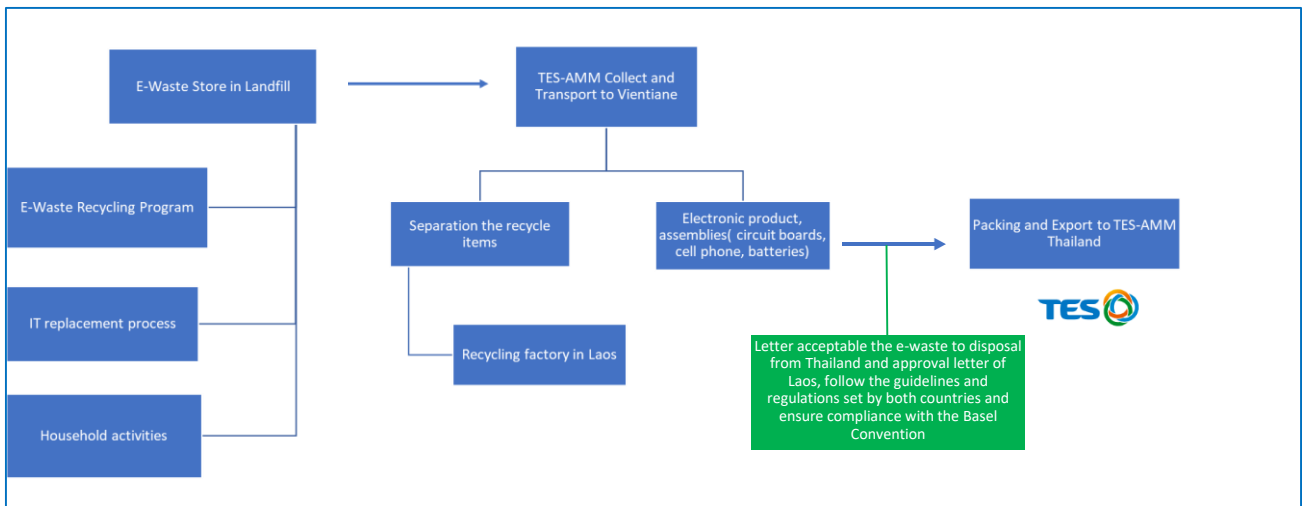 E-Waste Store in Landfill
TES-AMM Collect and
Transport to Vientiane
E-Waste Recycling Program
Separation the recycle
items
Electronic product,
assemblies( circuit boards,
cell phone, batteries)
Packing and Export to TES-AMM
Thailand
TES
IT replacement process
Recycling factory in Laos
Letter acceptable the e-waste to disposal
from Thailand and approval letter of
Laos, follow the guidelines and
regulations set by both countries and
ensure compliance with the Basel
Convention
Household activities